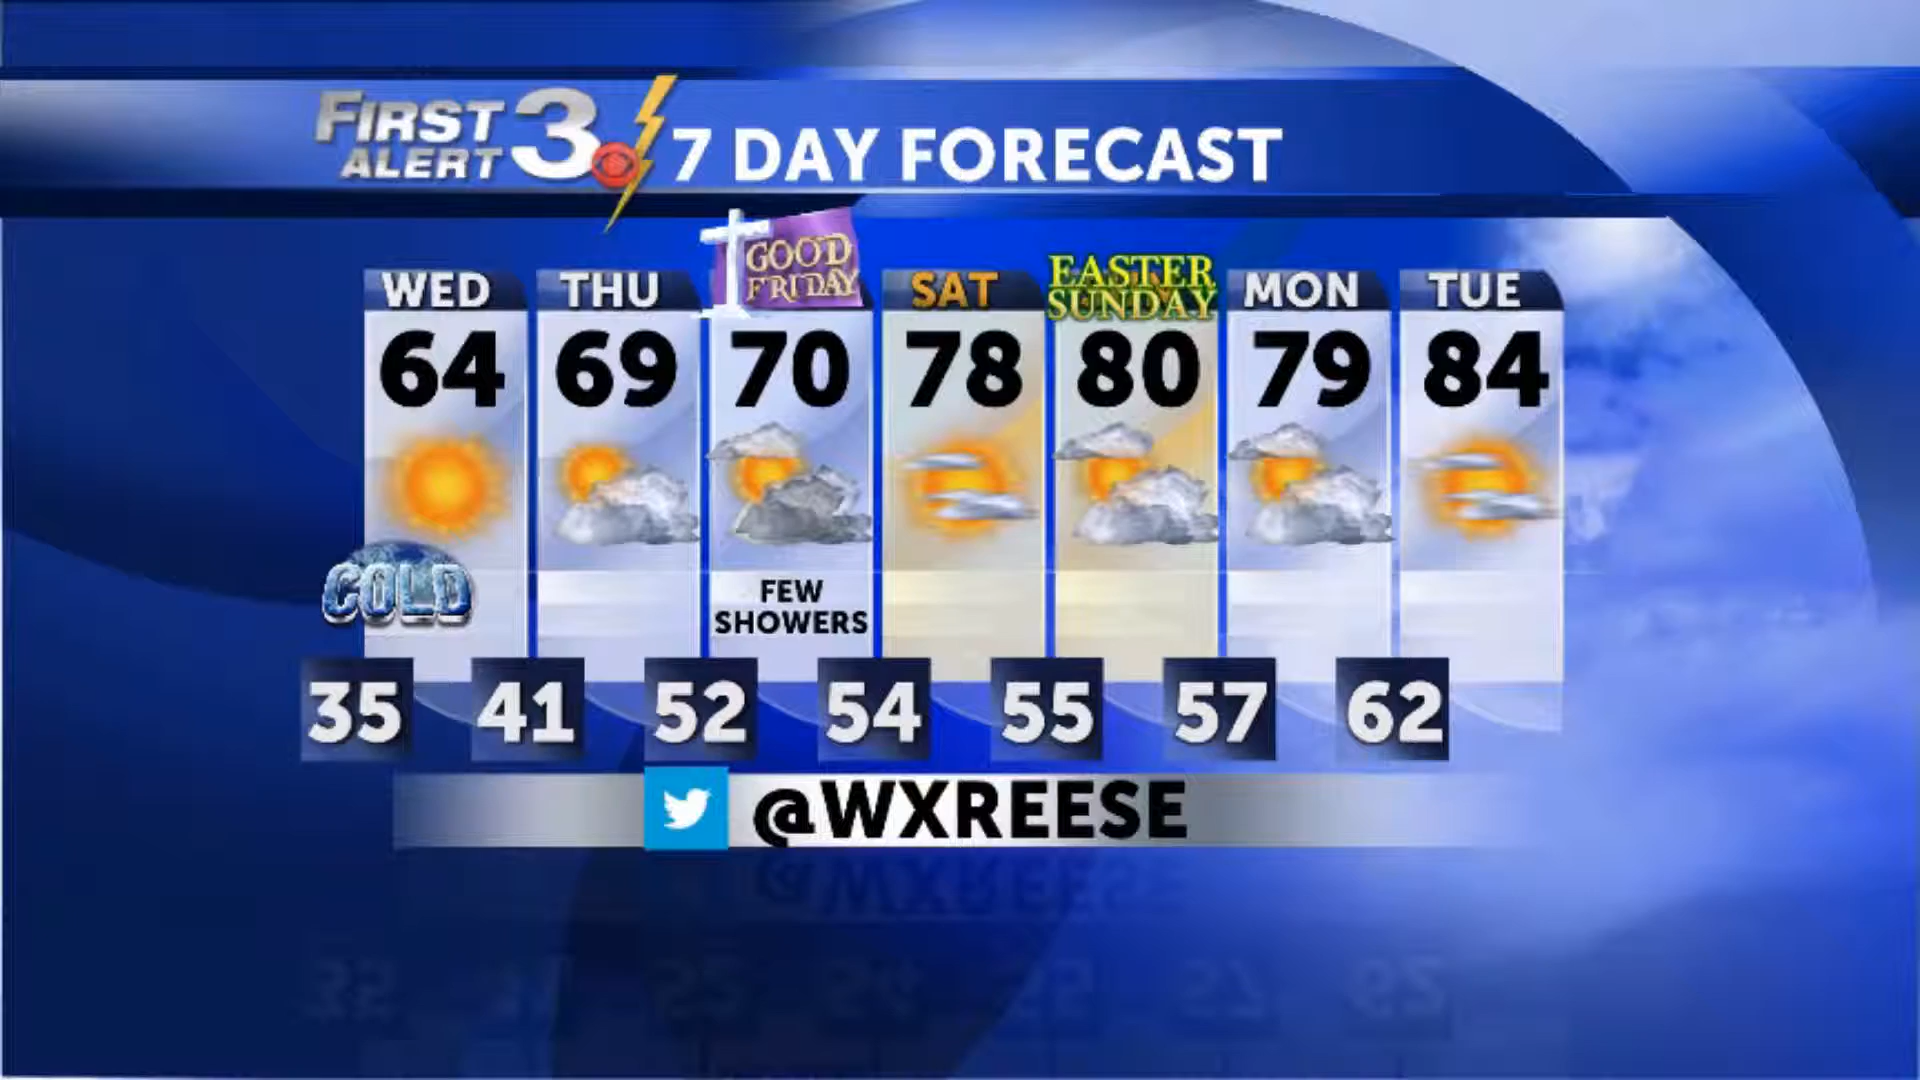 FIRST ALERT 3 7 DAY FORECAST
WED THU GOOD FRIDAY SAT EASTER SUNDAY MON TUE
64 69 70 78 80 79 84
COLD
FEW
SHOWERS
35 41 52 54 55 57 62
@WXREESE